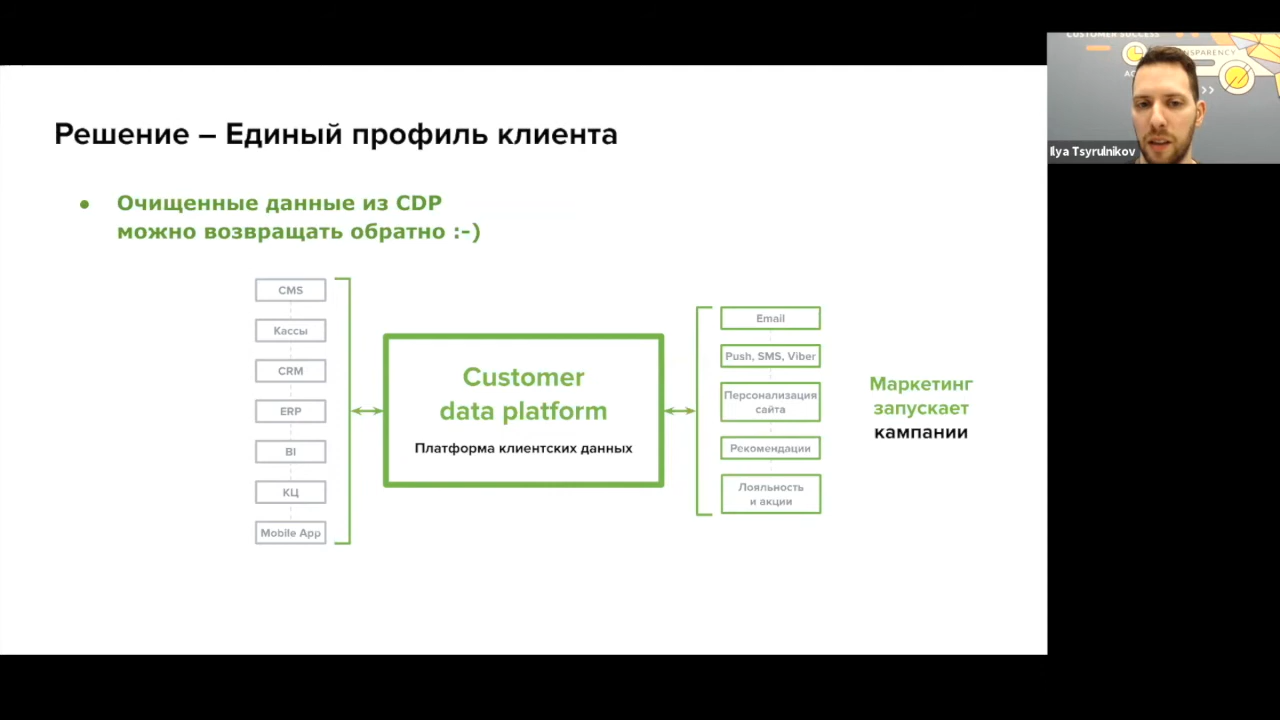 Решение – Единый профиль клиента
● Очищенные данные из CDP
можно возвращать обратно :-)
CMS
Кассы
CRM
ERP
BI
КЦ
Mobile App
Customer
data platform
Платформа клиентских данных
Email
Push, SMS, Viber
Персонализация
сайта
Рекомендации
Лояльность
и акции
Маркетинг
запускает
кампании
CUSTOMER SUCCESS
Ilya Tsyrulnikov